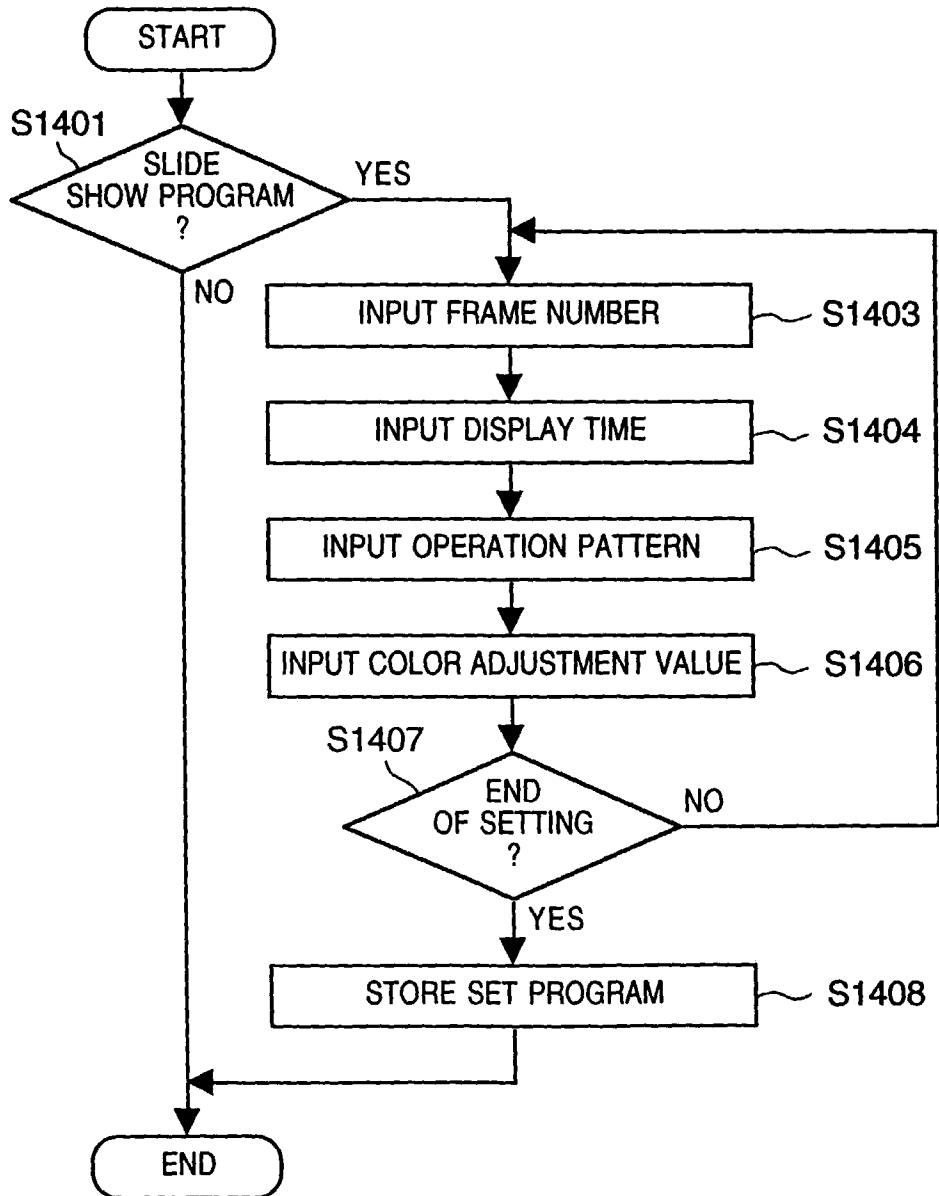 START
S1401
SLIDE
SHOW PROGRAM
?
YES
NO
INPUT FRAME NUMBER
S1403
INPUT DISPLAY TIME
S1404
INPUT OPERATION PATTERN
S1405
INPUT COLOR ADJUSTMENT VALUE
S1406
S1407
END
OF SETTING
?
NO
YES
STORE SET PROGRAM
S1408
END